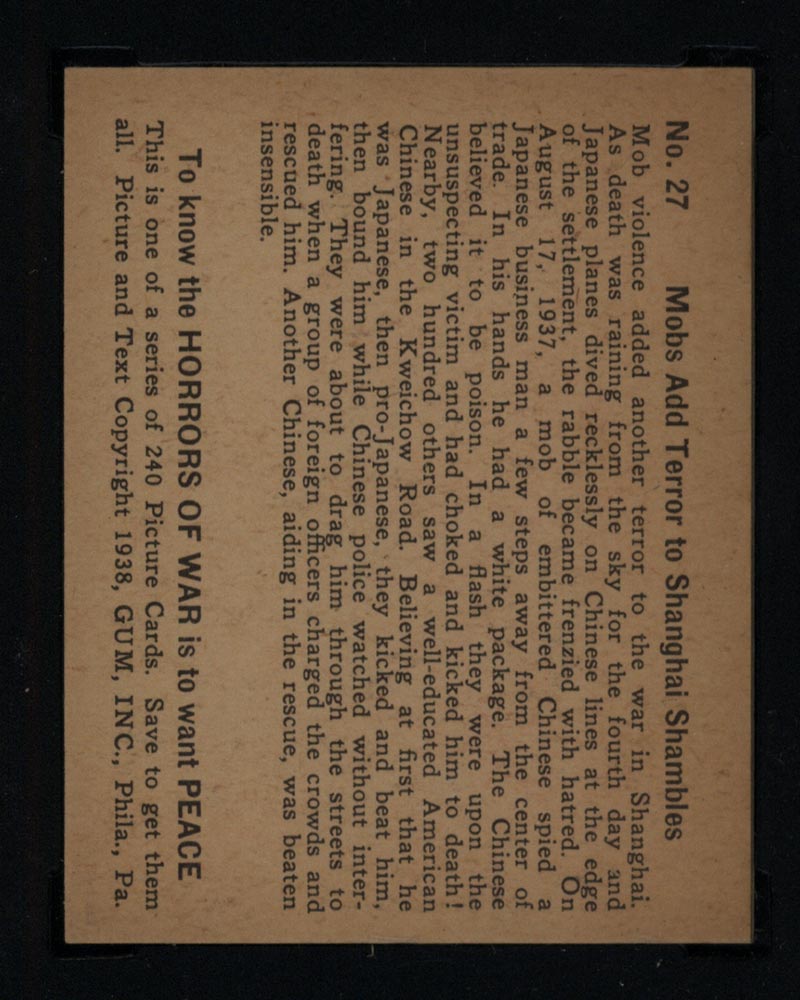 No. 27 Mobs Add Terror to Shanghai Shambles
Mob violence added another terror to the war in Shanghai.
As death was raining from the sky for the fourth day and
Japanese planes dived recklessly on Chinese lines at the edge
of the settlement, the rabble became frenzied with hatred. On
August 17, 1937, a mob of embittered Chinese spied a
Japanese business man a few steps away from the center of
trade. In his hands he had a white package. The Chinese
believed it to be poison. In a flash they were upon the
unsuspecting victim and had choked and kicked him to death!
Nearby, two hundred others saw a well-educated American
Chinese in the Kweichow Road. Believing at first that he
was Japanese, then pro-Japanese, they kicked and beat him,
then bound him while Chinese police watched without inter-
fering. They were about to drag him through the streets to
death when a group of foreign officers charged the crowds and
rescued him. Another Chinese, aiding in the rescue, was beaten
insensible.
To know the HORRORS OF WAR is to want PEACE
This is one of a series of 240 Picture Cards. Save to get them
all. Picture and Text Copyright 1938, GUM, INC., Phila., Pa.